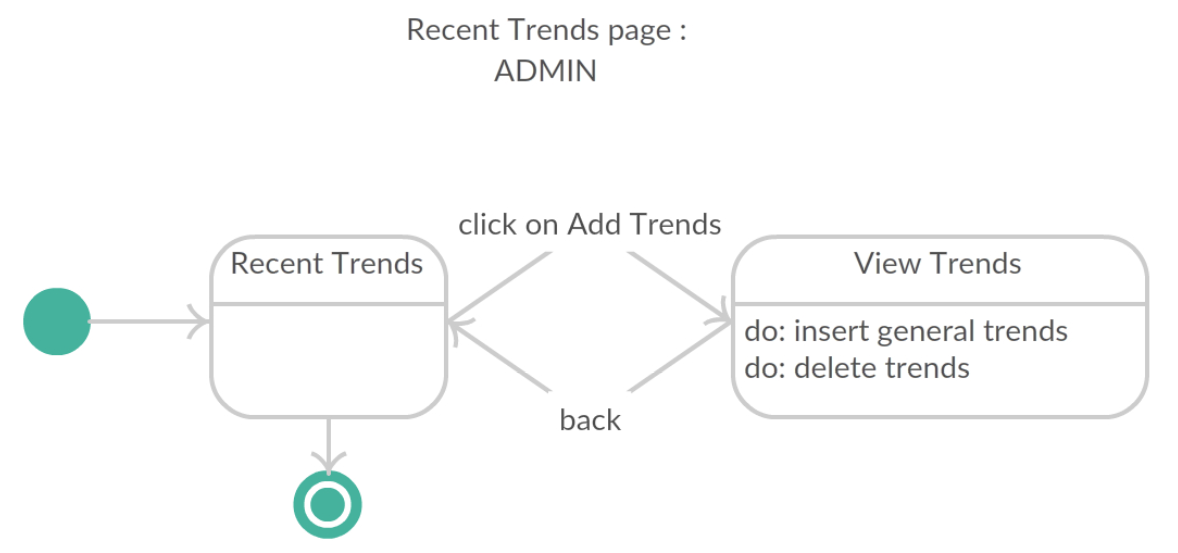 Recent Trends page :
ADMIN
click on Add Trends
Recent Trends
View Trends
do: insert general trends
do: delete trends
back